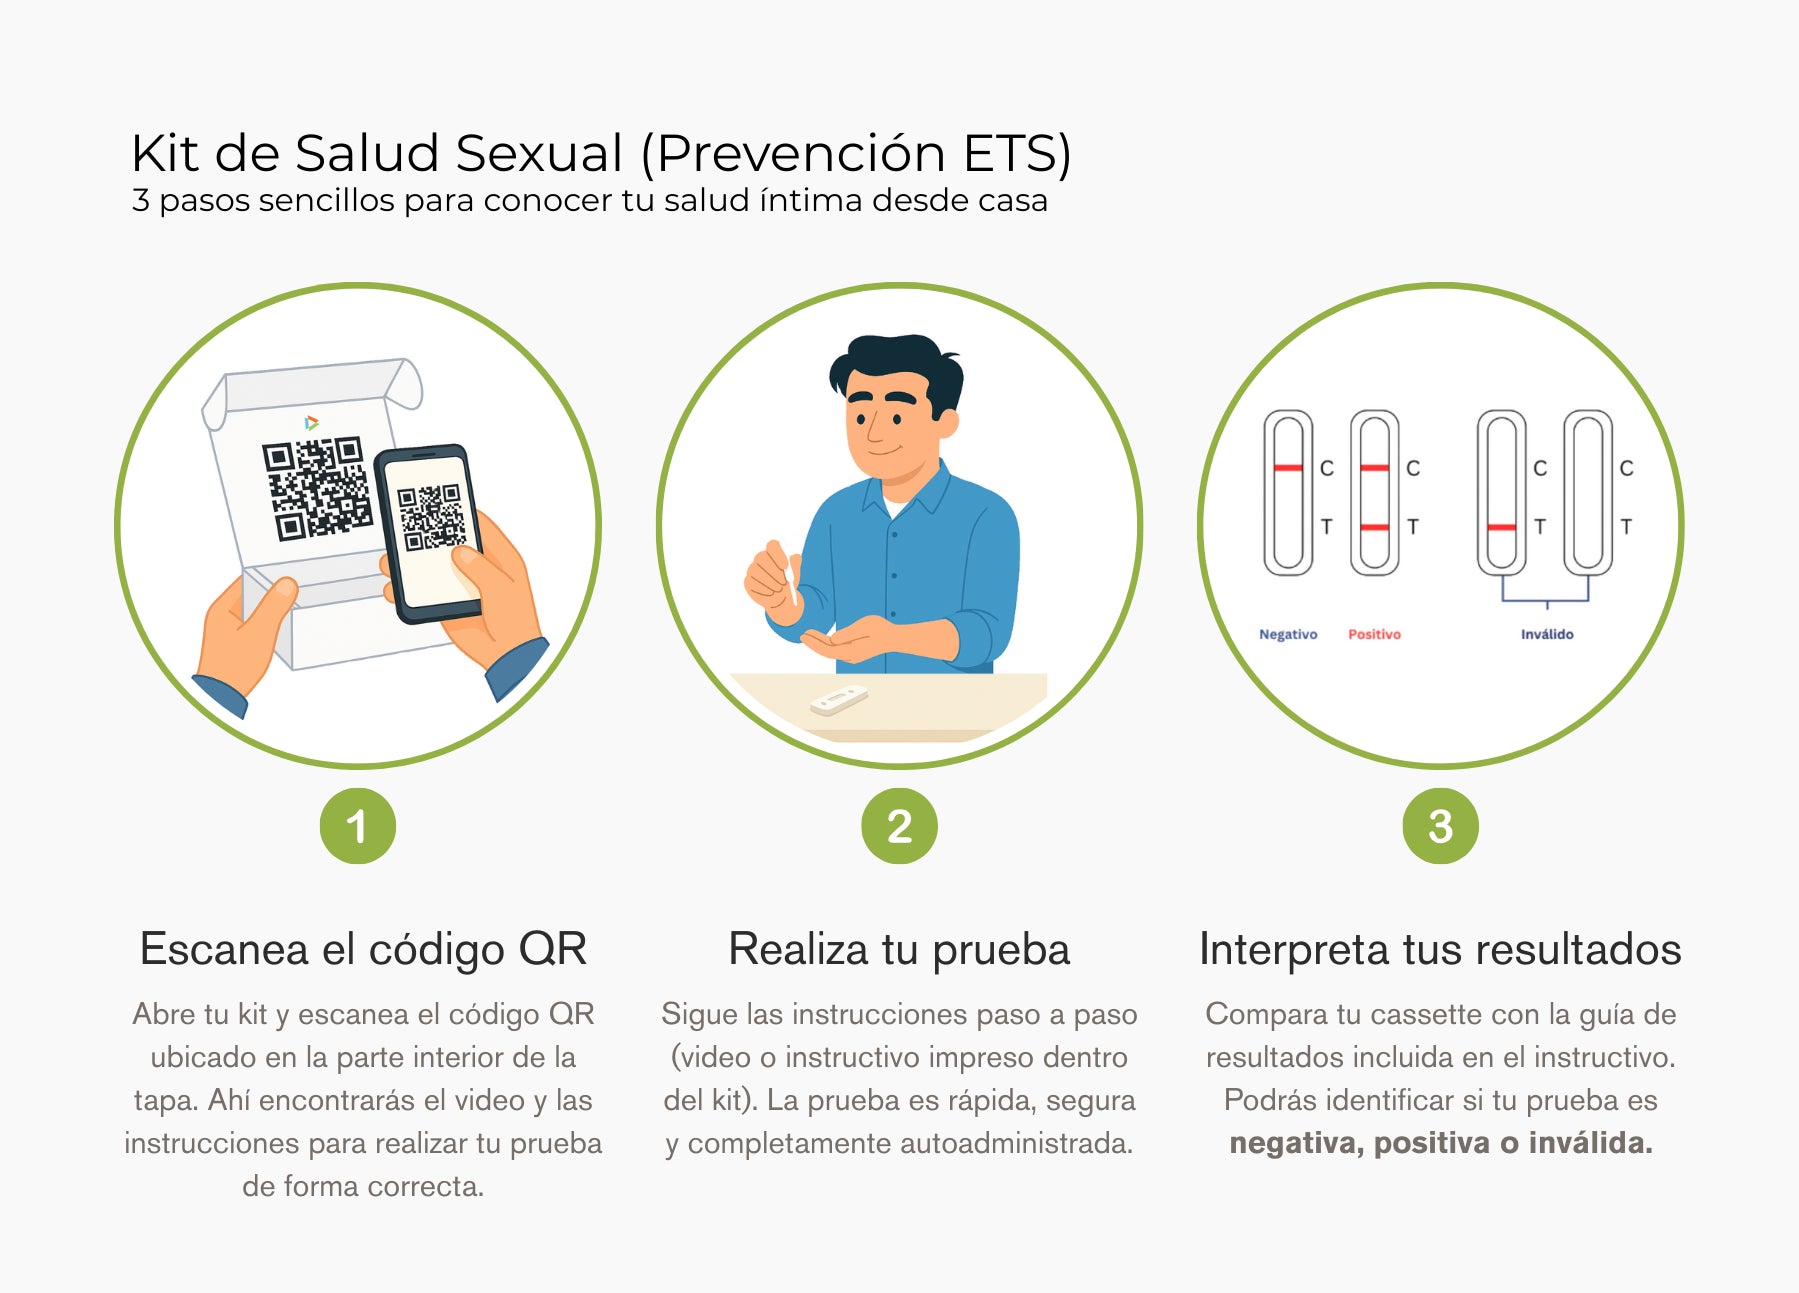 Kit de Salud Sexual (Prevención ETS)
3 pasos sencillos para conocer tu salud íntima desde casa
C
T
C
T
C
T
C
T
Negativo
Positivo
Inválido
1
2
3
Escanea el código QR
Abre tu kit y escanea el código QR
ubicado en la parte interior de la
tapa. Ahí encontrarás el video y las
instrucciones para realizar tu prueba
de forma correcta.
Realiza tu prueba
Sigue las instrucciones paso a paso
(video o instructivo impreso dentro
del kit). La prueba es rápida, segura
y completamente autoadministrada.
Interpreta tus resultados
Compara tu cassette con la guía de
resultados incluida en el instructivo.
Podrás identificar si tu prueba es
negativa, positiva o inválida.